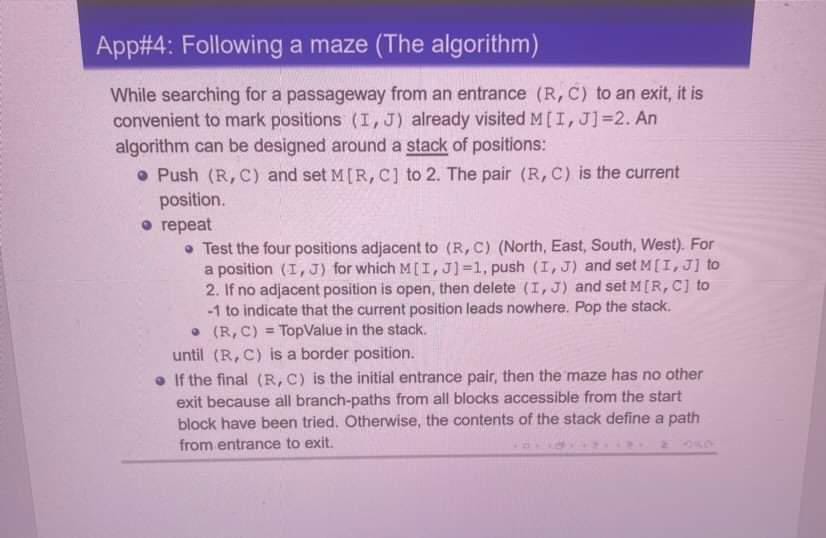 App#4: Following a maze (The algorithm)
While searching for a passageway from an entrance (R, C) to an exit, it is
convenient to mark positions (I, J) already visited M[I, J]=2. An
algorithm can be designed around a stack of positions:
Push (R, C) and set M[R, C] to 2. The pair (R, C) is the current
position.
repeat
Test the four positions adjacent to (R, C) (North, East, South, West). For
a position (I, J) for which M[I, J]=1, push (I, J) and set M[I, J] to
2. If no adjacent position is open, then delete (I, J) and set M[R, C] to
-1 to indicate that the current position leads nowhere. Pop the stack.
(R, C) = TopValue in the stack.
until (R, C) is a border position.
If the final (R, C) is the initial entrance pair, then the maze has no other
exit because all branch-paths from all blocks accessible from the start
block have been tried. Otherwise, the contents of the stack define a path
from entrance to exit.